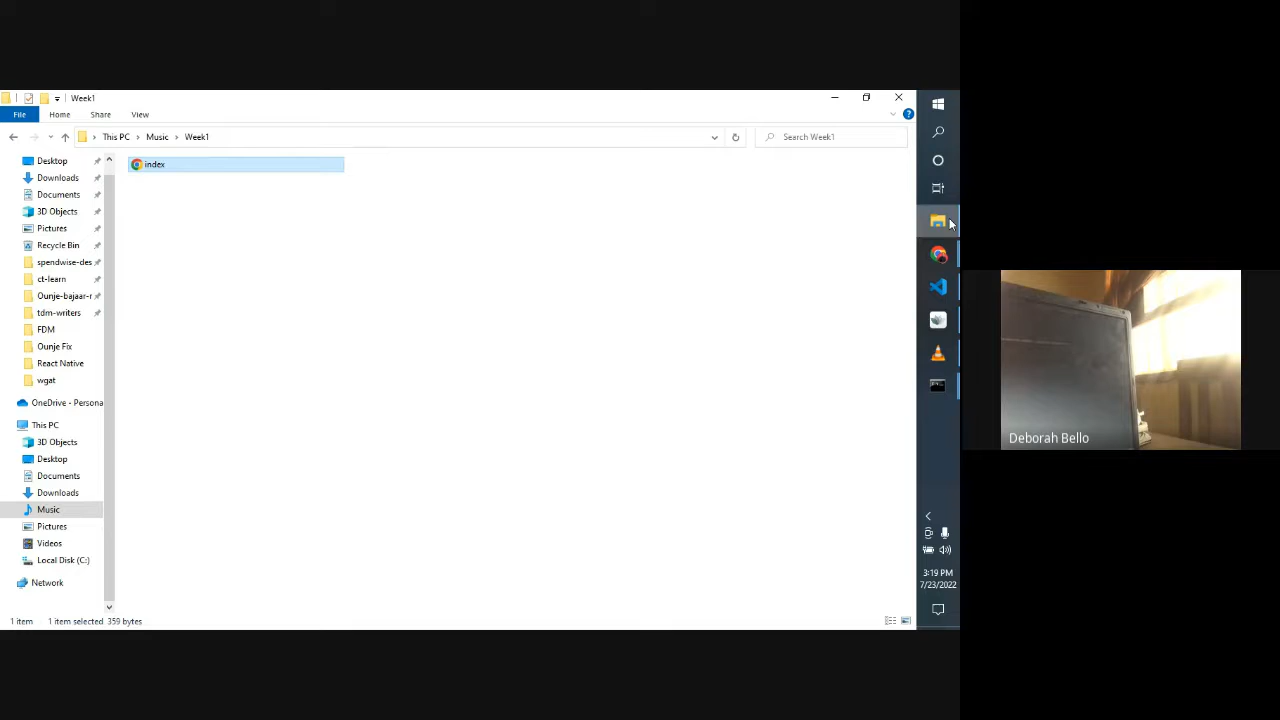 Week1
File Home Share View
This PC Music Week1
Search Week1
index
Desktop
Downloads
Documents
3D Objects
Pictures
Recycle Bin
spendwise-des
ct-learn
Ounje-bajaar-r
tdm-writers
FDM
Ounje Fix
React Native
wgat
OneDrive - Persona
This PC
3D Objects
Desktop
Documents
Downloads
Music
Pictures
Videos
Local Disk (C:)
Network
1 item 1 item selected 359 bytes
3:19 PM
7/23/2022
Deborah Bello